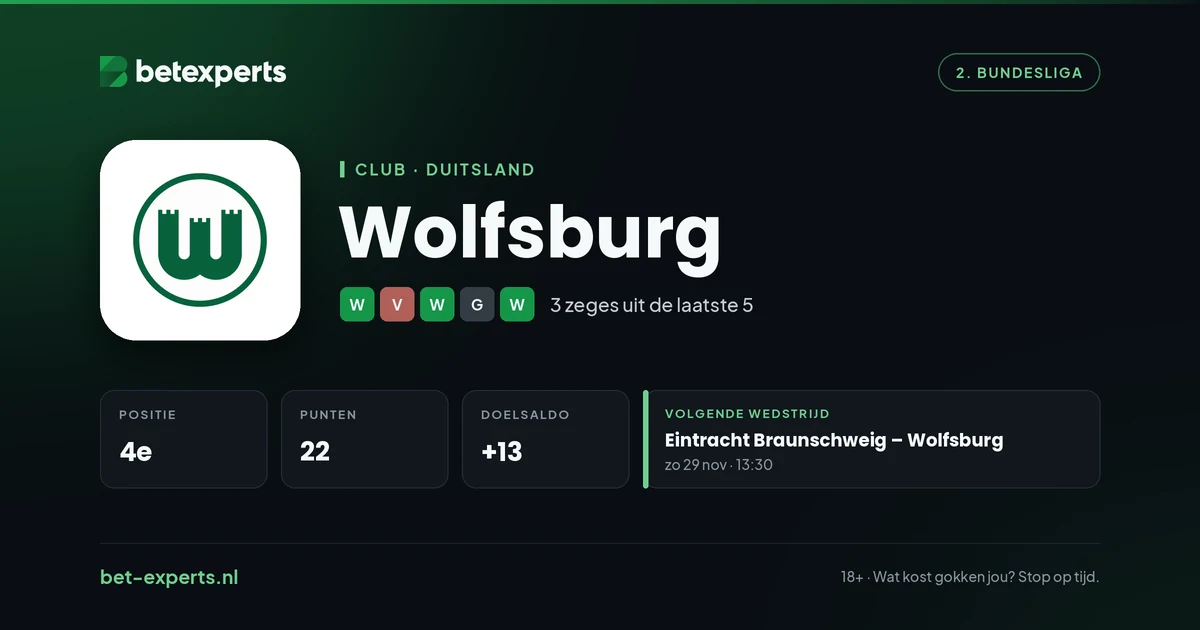 betexperts
2. BUNDESLIGA
CLUB · DUITSLAND
Wolfsburg
W V W G W 3 zeges uit de laatste 5
POSITIE
4e
PUNTEN
22
DOELSALDO
+13
VOLGENDE WEDSTRIJD
Eintracht Braunschweig – Wolfsburg
zo 29 nov · 13:30
bet-experts.nl
18+ · Wat kost gokken jou? Stop op tijd.